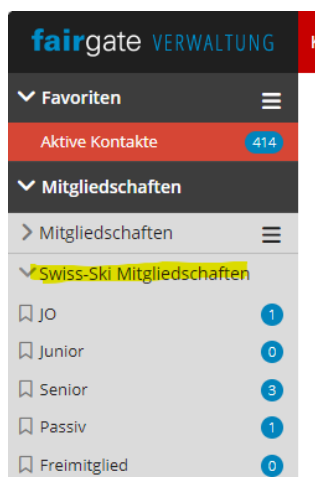 fairgate VERWALTUNG
Favoriten
Aktive Kontakte 414
Mitgliedschaften
Mitgliedschaften
Swiss-Ski Mitgliedschaften
JO 1
Junior 0
Senior 3
Passiv 1
Freimitglied 0